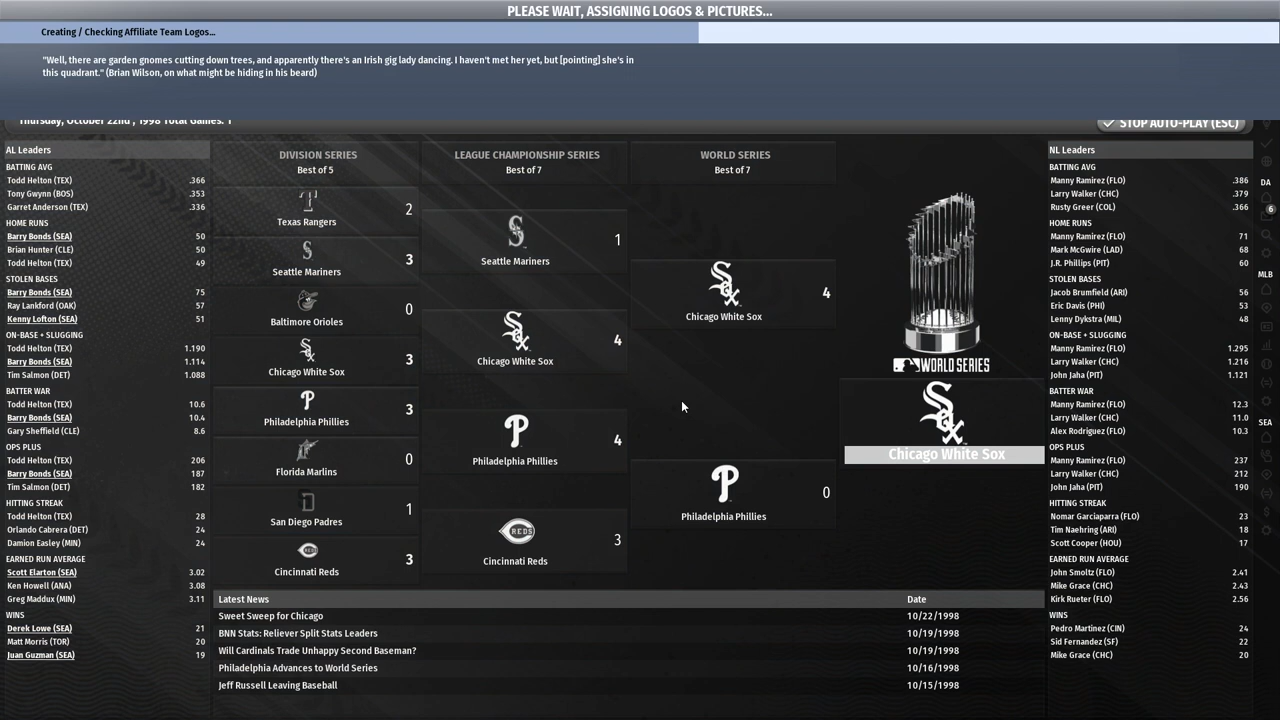 PLEASE WAIT, ASSIGNING LOGOS & PICTURES...
Creating / Checking Affiliate Team Logos...
"Well, there are garden gnomes cutting down trees, and apparently there's an Irish gig lady dancing. I haven't met her yet, but [pointing] she's in
this quadrant." (Brian Wilson, on what might be hiding in his beard)
Thursday, October 22nd, 1998 Total Games: 1
STOP AUTO-PLAY (ESC)
AL Leaders
BATTING AVG
Todd Helton (TEX) .366
Tony Gwynn (BOS) .353
Garret Anderson (TEX) .336
HOME RUNS
Barry Bonds (SEA) 50
Brian Hunter (CLE) 50
Todd Helton (TEX) 49
STOLEN BASES
Barry Bonds (SEA) 75
Ray Lankford (OAK) 57
Kenny Lofton (SEA) 51
ON-BASE + SLUGGING
Todd Helton (TEX) 1.190
Barry Bonds (SEA) 1.114
Tim Salmon (DET) 1.088
BATTER WAR
Todd Helton (TEX) 10.6
Barry Bonds (SEA) 10.4
Gary Sheffield (CLE) 8.6
OPS PLUS
Todd Helton (TEX) 206
Barry Bonds (SEA) 187
Tim Salmon (DET) 182
HITTING STREAK
Todd Helton (TEX) 28
Orlando Cabrera (DET) 24
Damion Easley (MIN) 24
EARNED RUN AVERAGE
Scott Elarton (SEA) 3.02
Ken Howell (ANA) 3.08
Greg Maddux (MIN) 3.11
WINS
Derek Lowe (SEA) 21
Matt Morris (TOR) 20
Juan Guzman (SEA) 19
DIVISION SERIES
Best of 5
Texas Rangers 2
Seattle Mariners 3
Baltimore Orioles 0
Chicago White Sox 3
Philadelphia Phillies 3
Florida Marlins 0
San Diego Padres 1
Cincinnati Reds 3
LEAGUE CHAMPIONSHIP SERIES
Best of 7
Seattle Mariners 1
Chicago White Sox 4
Philadelphia Phillies 4
REDS
Cincinnati Reds 3
WORLD SERIES
Best of 7
Chicago White Sox 4
Philadelphia Phillies 0
WORLD SERIES
Sox
Chicago White Sox
Latest News Date
Sweet Sweep for Chicago 10/22/1998
BNN Stats: Reliever Split Stats Leaders 10/19/1998
Will Cardinals Trade Unhappy Second Baseman? 10/19/1998
Philadelphia Advances to World Series 10/16/1998
Jeff Russell Leaving Baseball 10/15/1998
NL Leaders
BATTING AVG
Manny Ramirez (FLO) .386
Larry Walker (CHC) .379
Rusty Greer (COL) .366
HOME RUNS
Manny Ramirez (FLO) 71
Mark McGwire (LAD) 68
J.R. Phillips (PIT) 60
STOLEN BASES
Jacob Brumfield (ARI) 56
Eric Davis (PHI) 53
Lenny Dykstra (MIL) 48
ON-BASE + SLUGGING
Manny Ramirez (FLO) 1.295
Larry Walker (CHC) 1.216
John Jaha (PIT) 1.121
BATTER WAR
Manny Ramirez (FLO) 12.3
Larry Walker (CHC) 11.0
Alex Rodriguez (FLO) 10.3
OPS PLUS
Manny Ramirez (FLO) 237
Larry Walker (CHC) 212
John Jaha (PIT) 190
HITTING STREAK
Nomar Garciaparra (FLO) 23
Tim Naehring (ARI) 18
Scott Cooper (HOU) 17
EARNED RUN AVERAGE
John Smoltz (FLO) 2.41
Mike Grace (CHC) 2.43
Kirk Rueter (FLO) 2.56
WINS
Pedro Martinez (CIN) 24
Sid Fernandez (SF) 22
Mike Grace (CHC) 20
DA
6
MLB
SEA